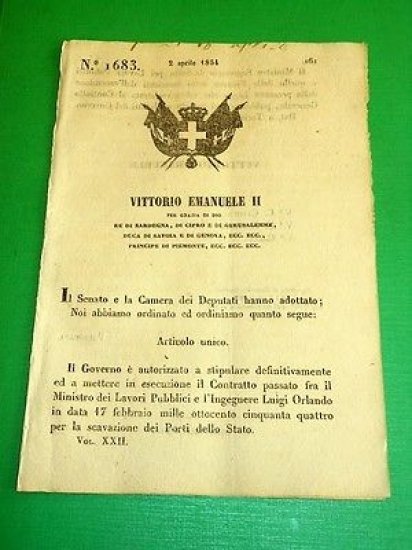 N.° 1683. 2 aprile 1854 161
VITTORIO EMANUELE II
PER GRAZIA DI DIO
RE DI SARDEGNA, DI CIPRO E DI GERUSALEMME,
DUCA DI SAVOIA E DI GENOVA, ECC. ECC.,
PRINCIPE DI PIEMONTE, ECC. ECC. ECC.
Il Senato e la Camera dei Deputati hanno adottato;
Noi abbiamo ordinato ed ordiniamo quanto segue:
Articolo unico.
Il Governo è autorizzato a stipulare definitivamente
ed a mettere in esecuzione il Contratto passato fra il
Ministro dei Lavori Pubblici e l'Ingegnere Luigi Orlando
in data 17 febbraio mille ottocento cinquanta quattro
per la scavazione dei Porti dello Stato.
Vol. XXII.